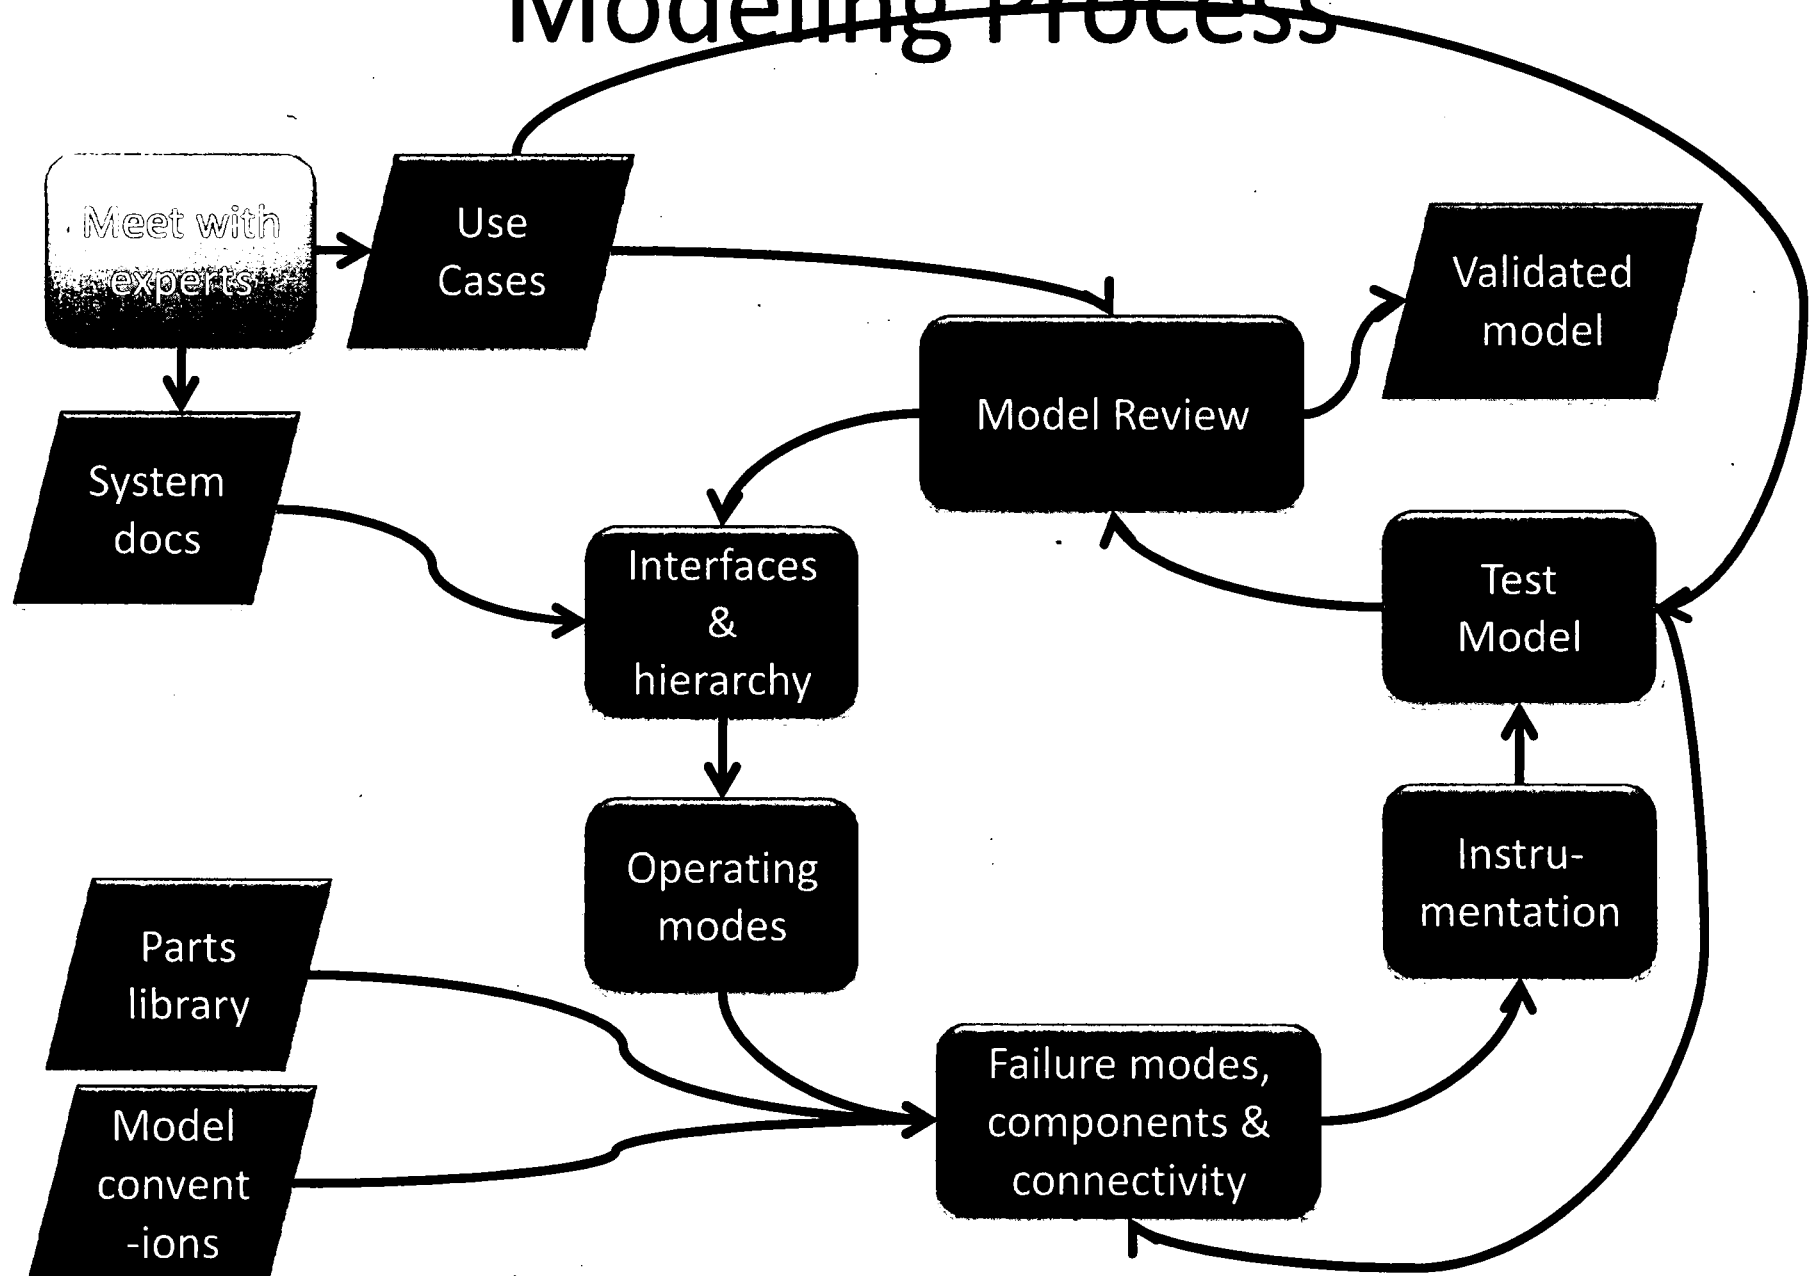 Modeling Process
Meet with
experts
Use
Cases
Validated
model
Model Review
System
docs
Interfaces
&
hierarchy
Test
Model
Operating
modes
Instru-
mentation
Parts
library
Failure modes,
components &
connectivity
Model
convent
-ions